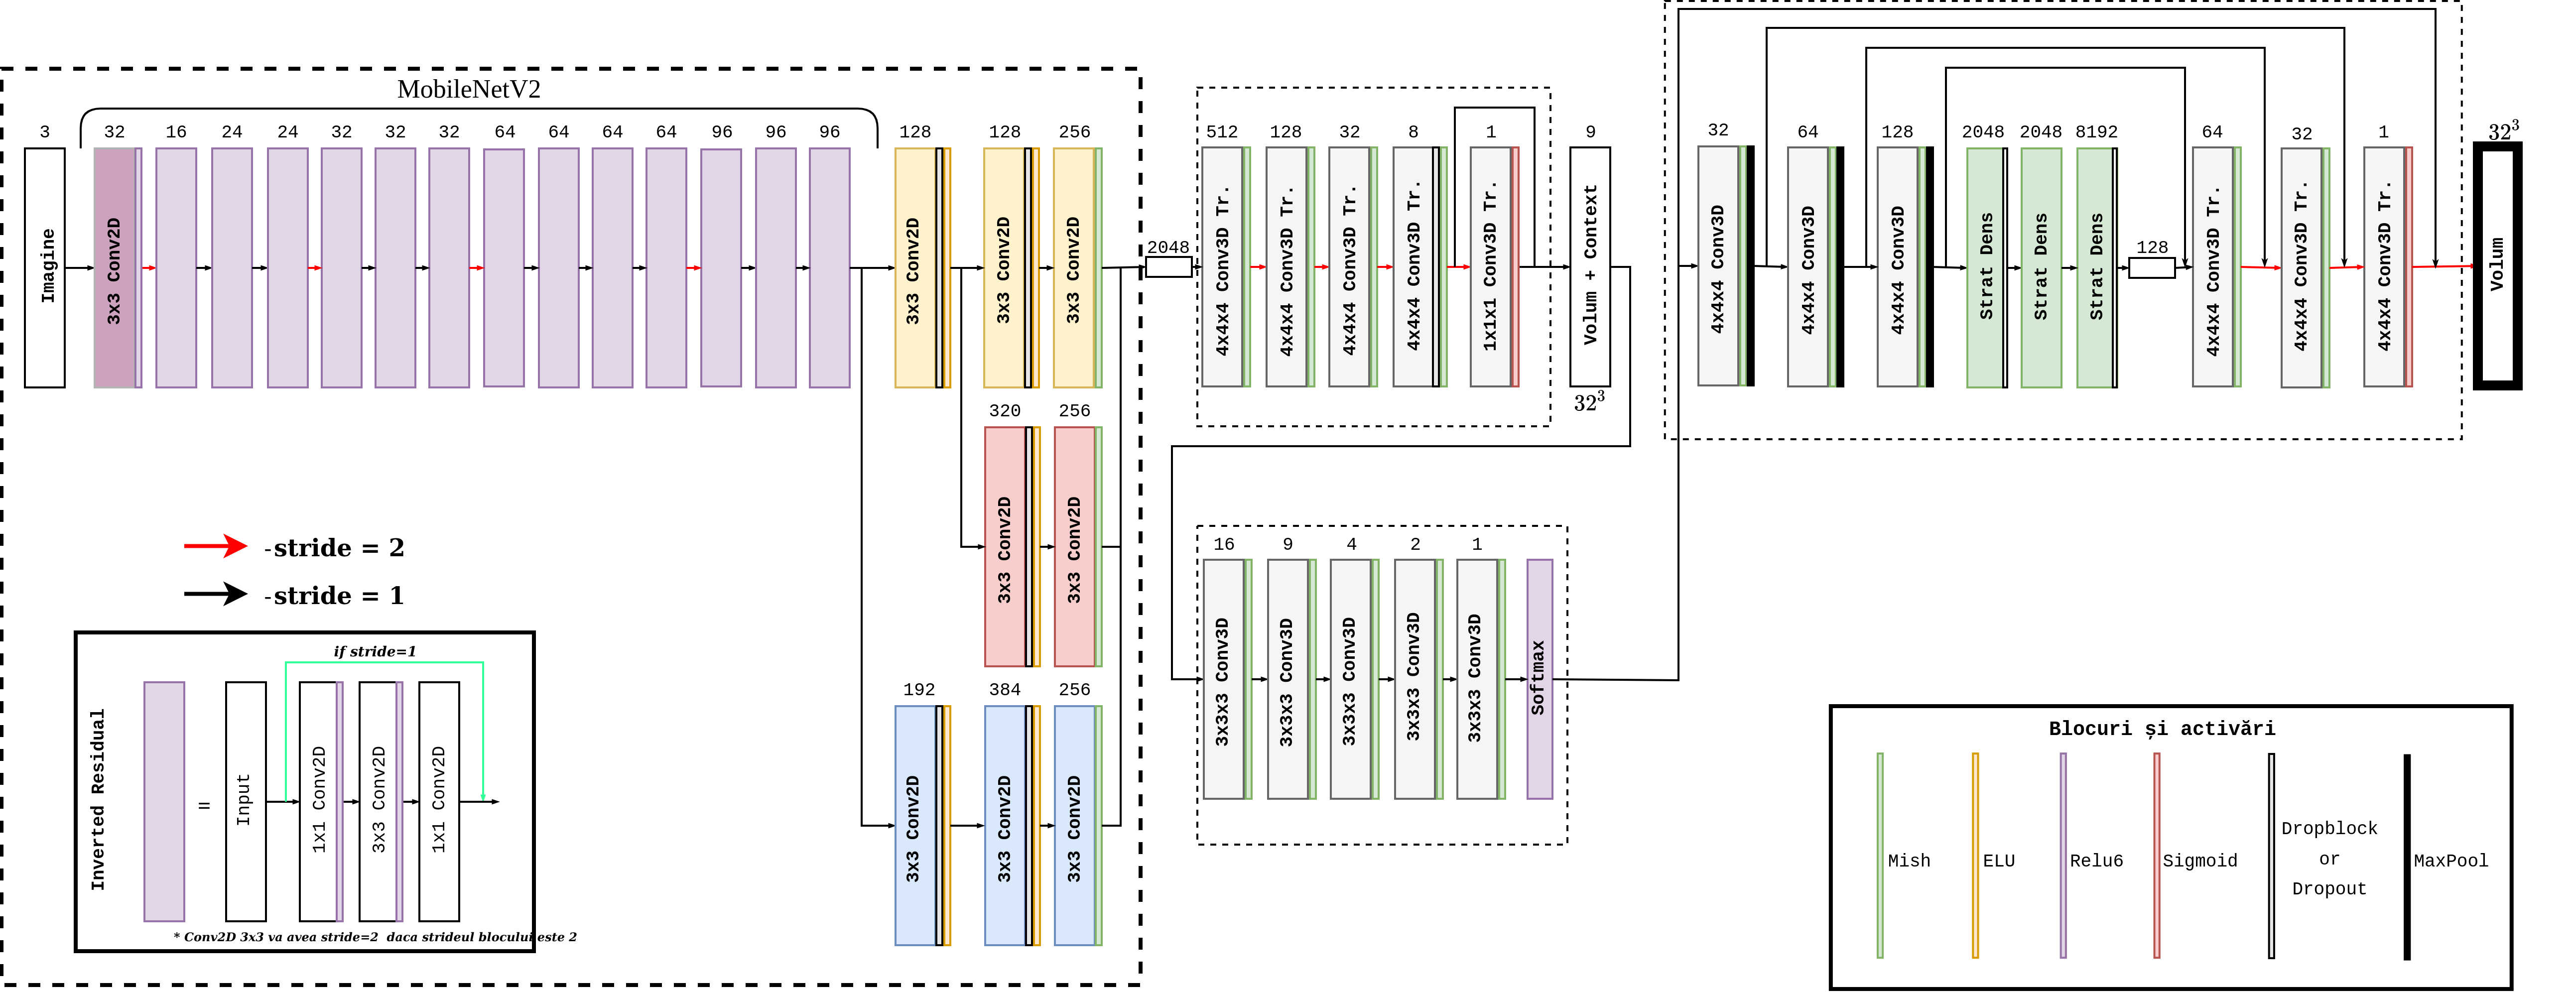 MobileNetV2
3 32 16 24 24 32 32 32 64 64 64 64 96 96 96 128 128 256
Imagine
3x3 Conv2D
3x3 Conv2D
3x3 Conv2D
3x3 Conv2D
320 256
3x3 Conv2D
3x3 Conv2D
192 384 256
3x3 Conv2D
3x3 Conv2D
3x3 Conv2D
-stride = 2
-stride = 1
Inverted Residual
=
Input
if stride=1
1x1 Conv2D
3x3 Conv2D
1x1 Conv2D
* Conv2D 3x3 va avea stride=2 daca strideul blocului este 2
2048
512 128 32 8 1 9
4x4x4 Conv3D Tr.
4x4x4 Conv3D Tr.
4x4x4 Conv3D Tr.
4x4x4 Conv3D Tr.
1x1x1 Conv3D Tr.
Volum + Context
32³
16 9 4 2 1
3x3x3 Conv3D
3x3x3 Conv3D
3x3x3 Conv3D
3x3x3 Conv3D
3x3x3 Conv3D
Softmax
32 64 128 2048 2048 8192 64 32 1
4x4x4 Conv3D
4x4x4 Conv3D
4x4x4 Conv3D
Strat Dens
Strat Dens
Strat Dens
128
4x4x4 Conv3D Tr.
4x4x4 Conv3D Tr.
4x4x4 Conv3D Tr.
32³
Volum
Blocuri și activări
Mish
ELU
Relu6
Sigmoid
Dropblock
or
Dropout
MaxPool